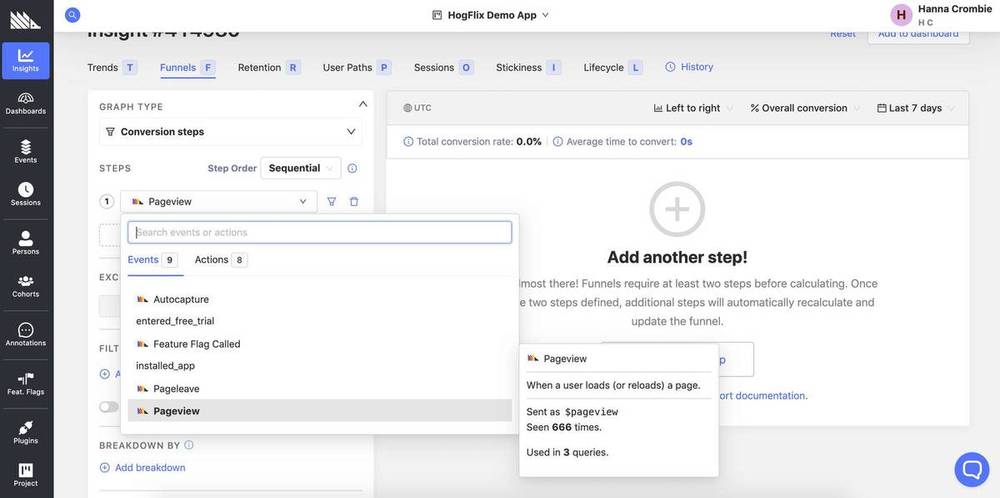 HogFlix Demo App
Hanna Crombie
H
H C
Reset
Add to dashboard
Trends T
Funnels F
Retention R
User Paths P
Sessions O
Stickiness I
Lifecycle L
History
Insights
Dashboards
Events
Sessions
Persons
Cohorts
Annotations
Feat. Flags
Plugins
Project
GRAPH TYPE
Conversion steps
STEPS
Step Order
Sequential
1
Pageview
Search events or actions
Events 9
Actions 8
Autocapture
entered_free_trial
Feature Flag Called
installed_app
Pageleave
Pageview
EXC
FILT
BREAKDOWN BY
Add breakdown
UTC
Left to right
% Overall conversion
Last 7 days
Total conversion rate: 0.0%
Average time to convert: 0s
Add another step!
lmost there! Funnels require at least two steps before calculating. Once
e two steps defined, additional steps will automatically recalculate and
update the funnel.
p
ort documentation.
Pageview
When a user loads (or reloads) a page.
Sent as $pageview
Seen 666 times.
Used in 3 queries.